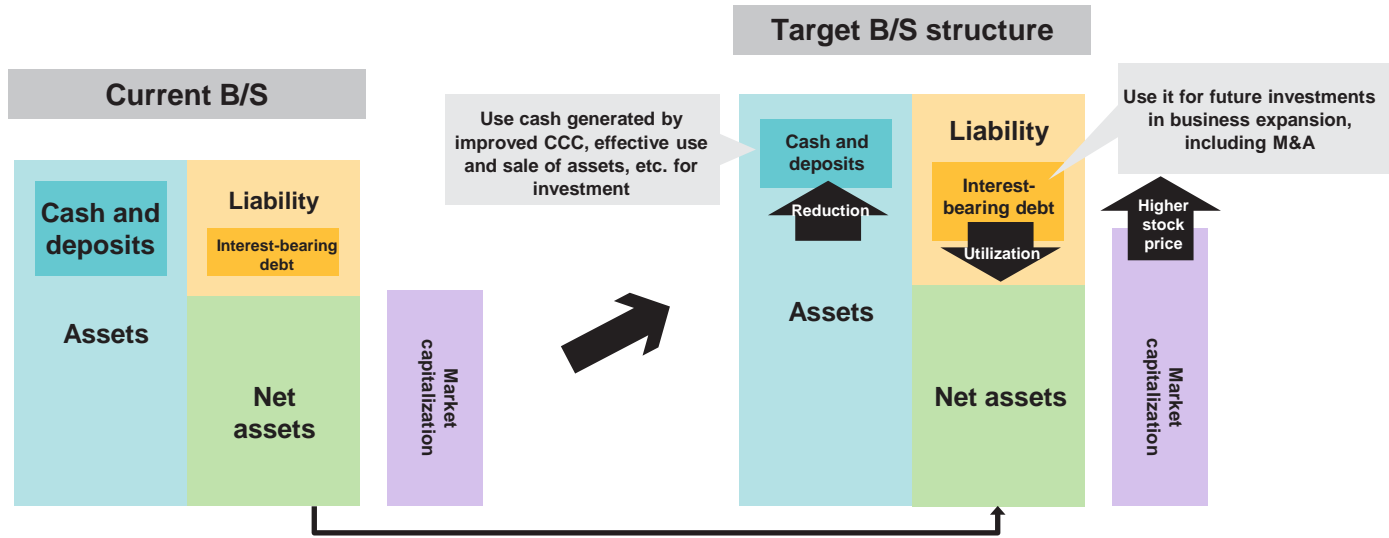 Current B/S
Cash and
deposits
Assets
Liability
Interest-bearing
debt
Net
assets
Market
capitalization
Target B/S structure
Use cash generated by
improved CCC, effective use
and sale of assets, etc. for
investment
Cash and
deposits
Reduction
Assets
Liability
Interest-
bearing debt
Utilization
Net assets
Use it for future investments
in business expansion,
including M&A
Higher
stock
price
Market
capitalization